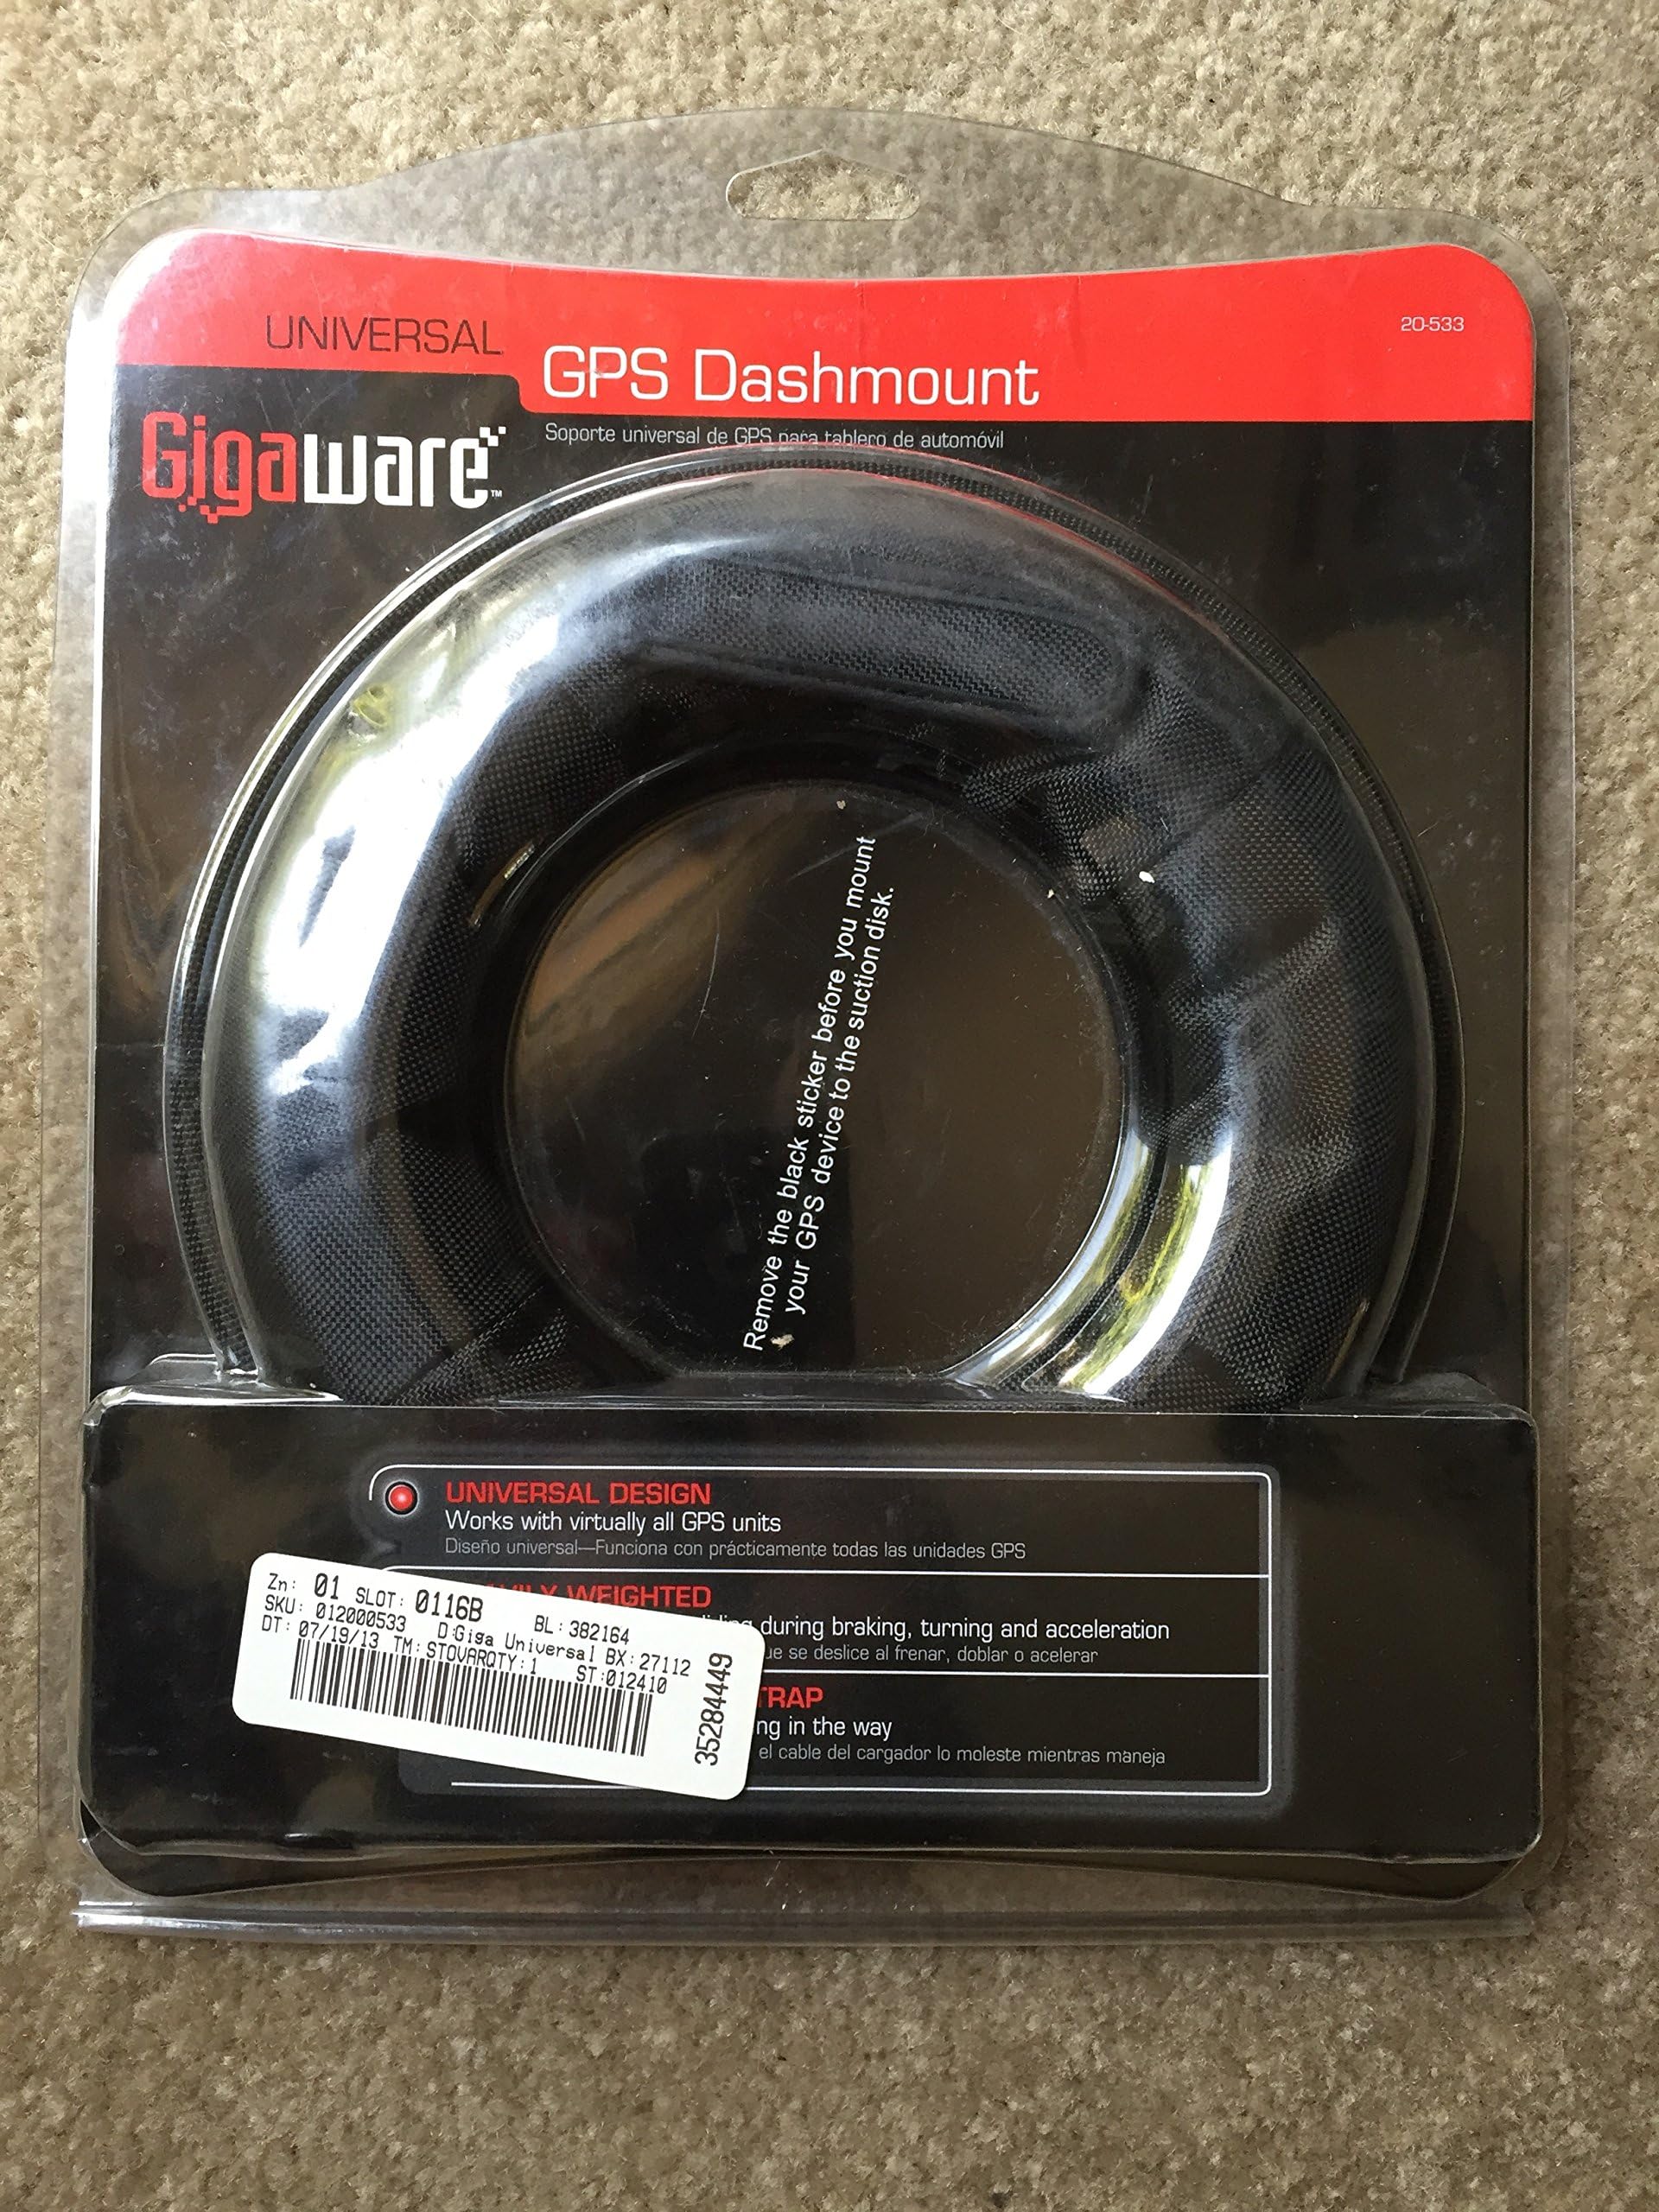 UNIVERSAL
GPS Dashmount
20-533
Gigaware™
Soporte universal de GPS para tablero de automóvil
Remove the black sticker before you mount
your GPS device to the suction disk.
UNIVERSAL DESIGN
Works with virtually all GPS units
Diseño universal—Funciona con prácticamente todas las unidades GPS
WEIGHTED
during braking, turning and acceleration
se deslice al frenar, doblar o acelerar
in the way
el cable del cargador lo moleste mientras maneja
Zn: 01 SLOT: 0116B BL: 382164
SKU: 012000533 D:Giga Universal BX: 27112
DT: 07/19/13 TM: STOVARQTY: 1 ST: 012410
35284449